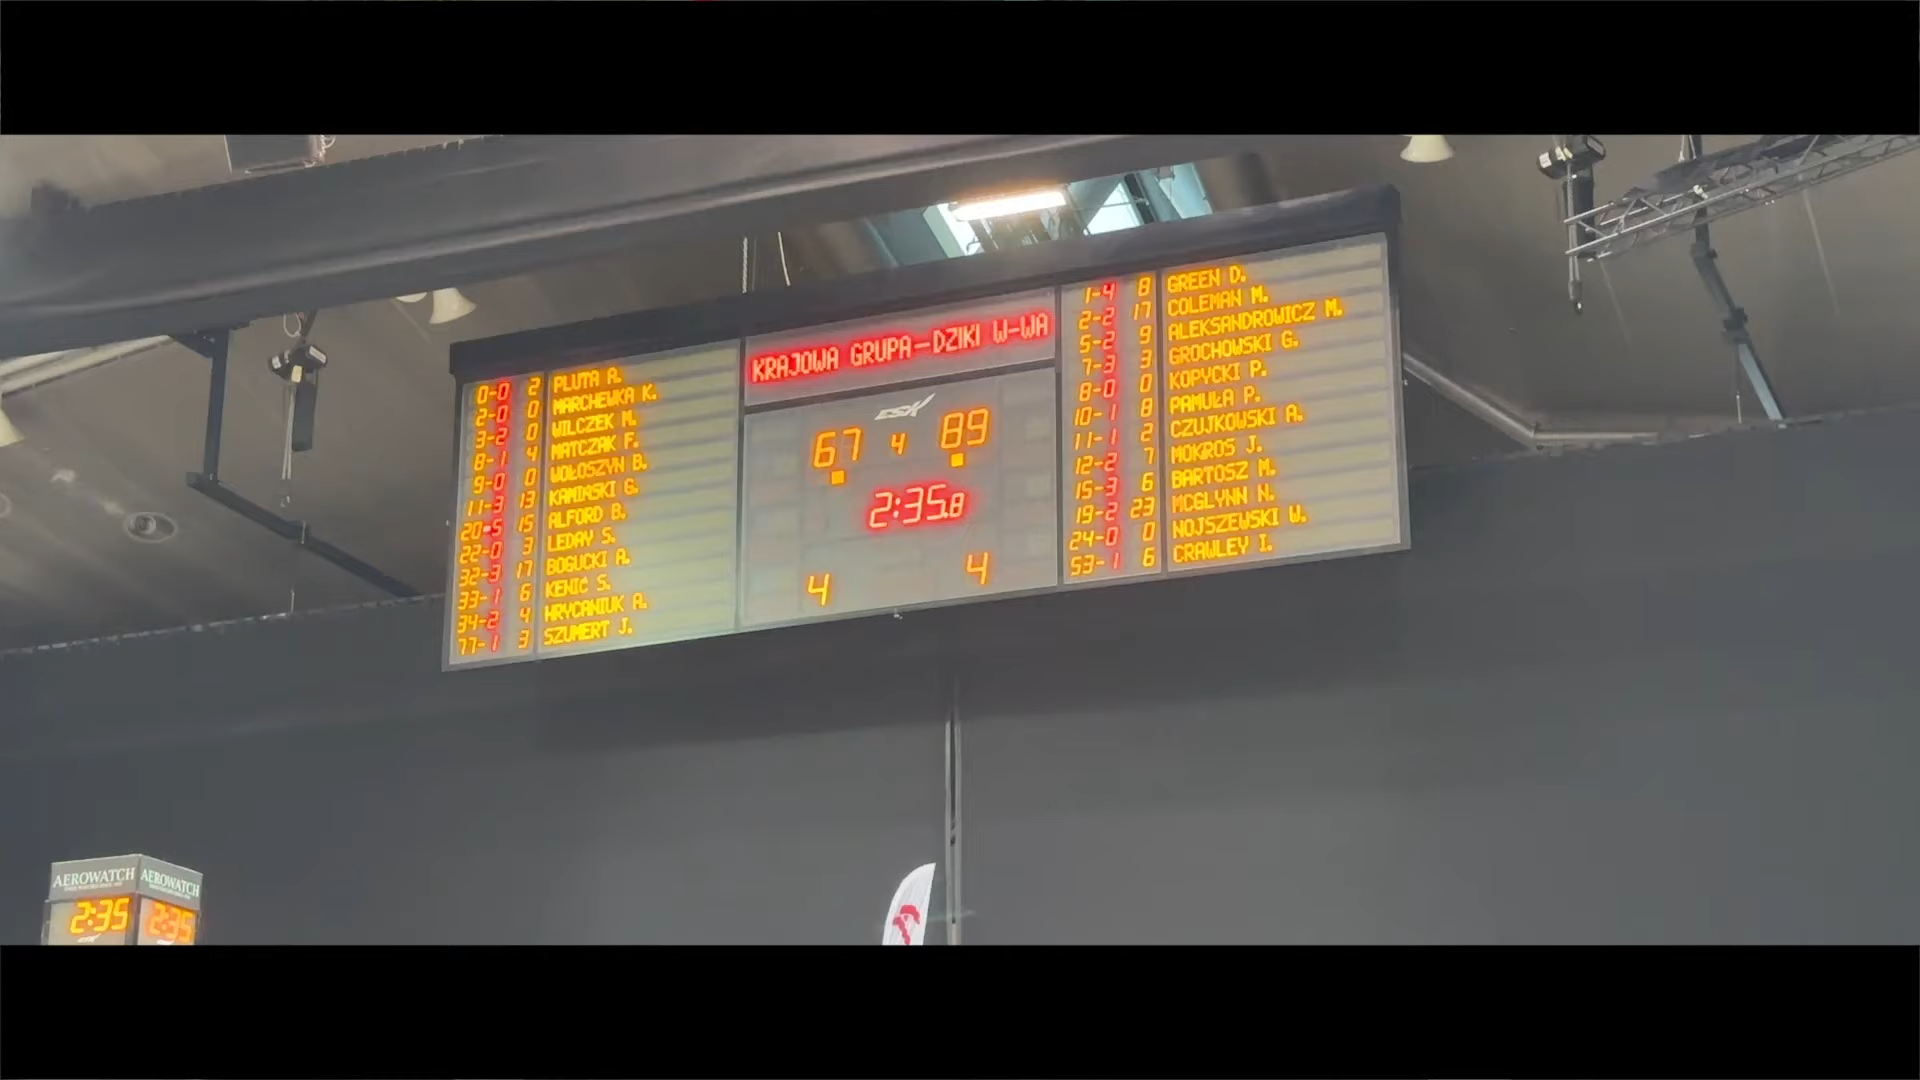 KRAJOWA GRUPA-DZIKI W-WA
0-0 2 PLUTA A.
2-0 0 MARCHEWKA K.
3-2 0 WILCZEK M.
8-1 4 MATCZAK F.
9-0 0 WOŁOSZYN B.
11-3 13 KAMIŃSKI G.
20-5 15 ALFORD B.
22-0 3 LEDAY S.
32-3 17 BOGUCKI A.
33-1 6 KENIĆ S.
34-2 4 HRYCANIUK A.
77-1 3 SZUMERT J.
ESX
67 4 89
2:35.8
4 4
1-4 8 GREEN D.
2-2 17 COLEMAN M.
5-2 9 ALEKSANDROWICZ M.
7-3 3 GROCHOWSKI G.
8-0 0 KOPYCKI P.
10-1 8 PAMUŁA P.
11-1 2 CZUJKOWSKI A.
12-2 7 MOKROS J.
15-3 6 BARTOSZ M.
19-2 23 MCGLYNN N.
24-0 0 NOJSZEWSKI W.
53-1 6 CRAWLEY I.
AEROWATCH AEROWATCH
2:35 2:35